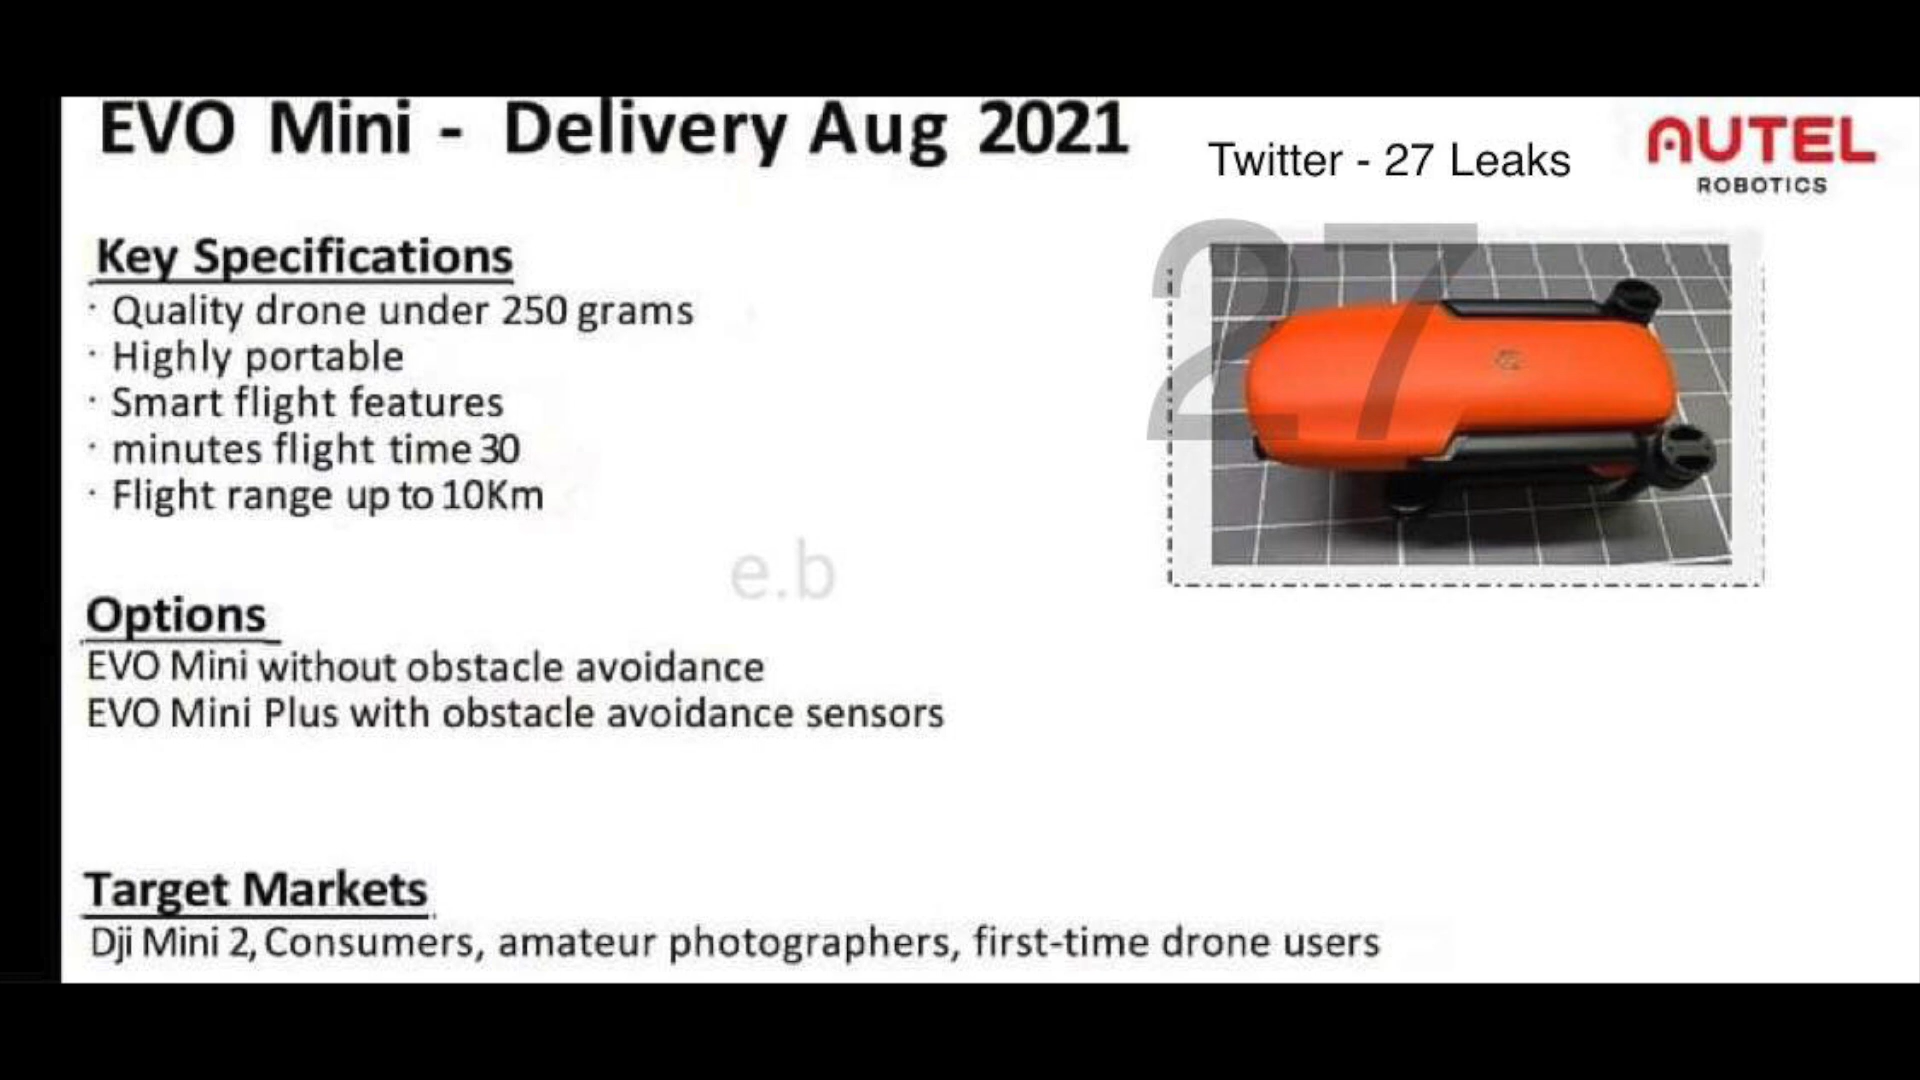 EVO Mini - Delivery Aug 2021
Twitter - 27 Leaks
AUTEL
ROBOTICS
27
Key Specifications
· Quality drone under 250 grams
· Highly portable
· Smart flight features
· minutes flight time 30
· Flight range up to 10Km
e.b
Options
EVO Mini without obstacle avoidance
EVO Mini Plus with obstacle avoidance sensors
Target Markets
Dji Mini 2, Consumers, amateur photographers, first-time drone users